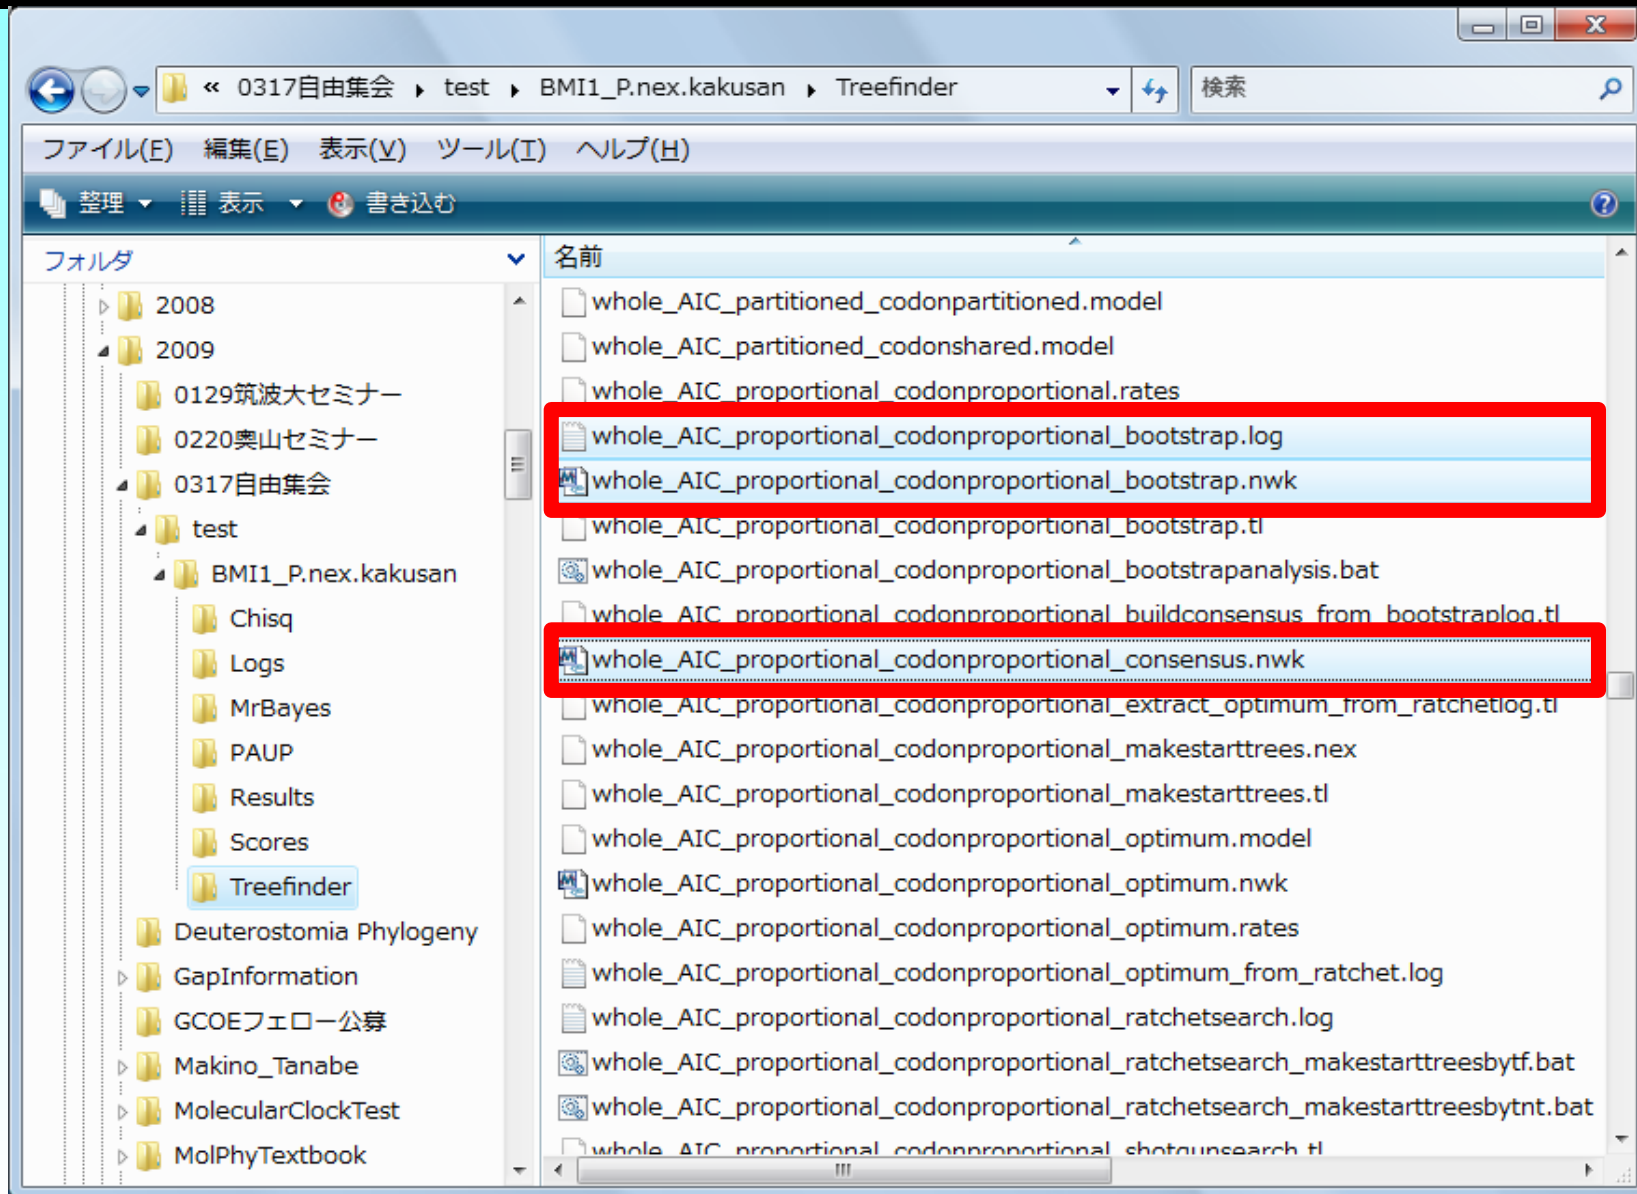 « 0317自由集会 ▸ test ▸ BMI1_P.nex.kakusan ▸ Treefinder
検索
ファイル(F) 編集(E) 表示(V) ツール(T) ヘルプ(H)
整理 表示 書き込む
フォルダ
2008
2009
0129筑波大セミナー
0220奥山セミナー
0317自由集会
test
BMI1_P.nex.kakusan
Chisq
Logs
MrBayes
PAUP
Results
Scores
Treefinder
Deuterostomia Phylogeny
GapInformation
GCOEフェロー公募
Makino_Tanabe
MolecularClockTest
MolPhyTextbook
名前
whole_AIC_partitioned_codonpartitioned.model
whole_AIC_partitioned_codonshared.model
whole_AIC_proportional_codonproportional.rates
whole_AIC_proportional_codonproportional_bootstrap.log
whole_AIC_proportional_codonproportional_bootstrap.nwk
whole_AIC_proportional_codonproportional_bootstrap.tl
whole_AIC_proportional_codonproportional_bootstrapanalysis.bat
whole_AIC_proportional_codonproportional_buildconsensus_from_bootstraplog.tl
whole_AIC_proportional_codonproportional_consensus.nwk
whole_AIC_proportional_codonproportional_extract_optimum_from_ratchetlog.tl
whole_AIC_proportional_codonproportional_makestarttrees.nex
whole_AIC_proportional_codonproportional_makestarttrees.tl
whole_AIC_proportional_codonproportional_optimum.model
whole_AIC_proportional_codonproportional_optimum.nwk
whole_AIC_proportional_codonproportional_optimum.rates
whole_AIC_proportional_codonproportional_optimum_from_ratchet.log
whole_AIC_proportional_codonproportional_ratchetsearch.log
whole_AIC_proportional_codonproportional_ratchetsearch_makestarttreesbytf.bat
whole_AIC_proportional_codonproportional_ratchetsearch_makestarttreesbytnt.bat
whole_AIC_proportional_codonproportional_shotgunsearch.tl